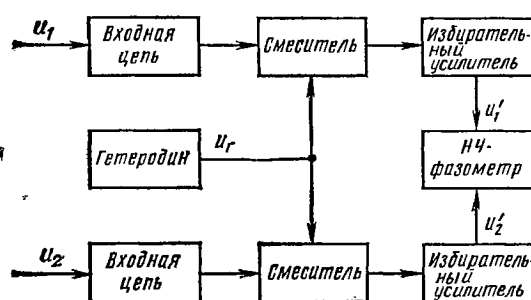 u₁
Входная
цепь
Смеситель
Избиратель-
ный
усилитель
u₁'
Гетеродин
uᵣ
НЧ-
фазометр
u₂'
u₂
Входная
цепь
Смеситель
Избиратель-
ный
усилитель